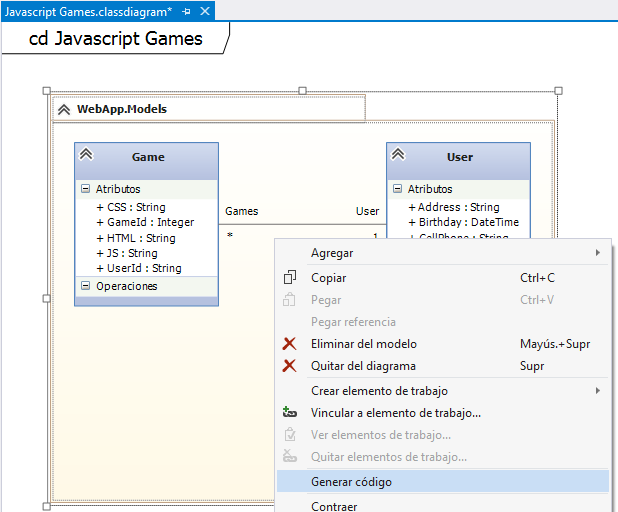 Javascript Games.classdiagram*
cd Javascript Games
WebApp.Models
Game
User
Atributos
+ CSS : String
+ GameId : Integer
+ HTML : String
+ JS : String
+ UserId : String
Operaciones
Games
User
*
1
Atributos
+ Address : String
+ Birthday : DateTime
+ CellPhone : String
Agregar
Copiar Ctrl+C
Pegar Ctrl+V
Pegar referencia
Eliminar del modelo Mayús.+Supr
Quitar del diagrama Supr
Crear elemento de trabajo
Vincular a elemento de trabajo...
Ver elementos de trabajo...
Quitar elementos de trabajo...
Generar código
Contraer